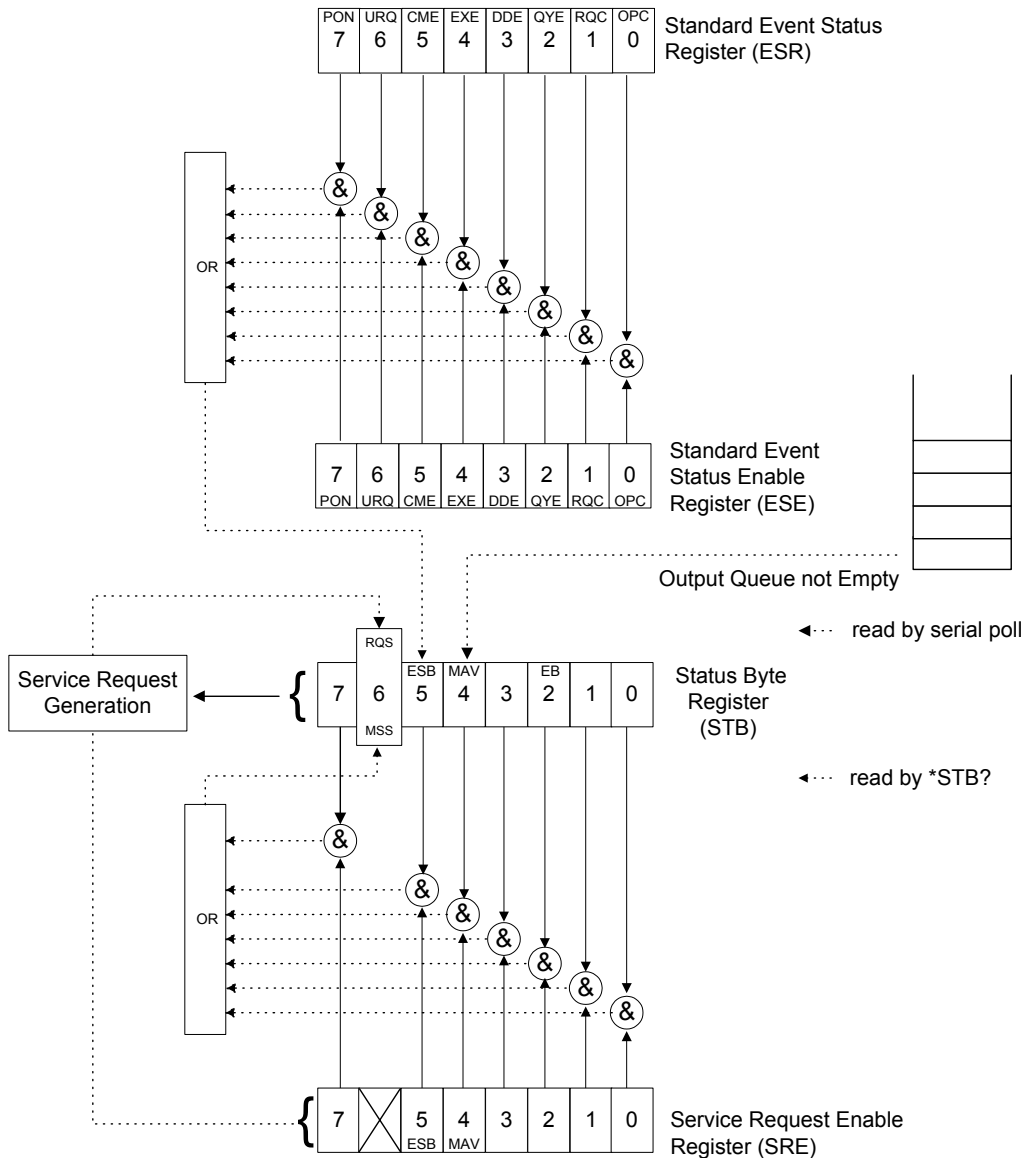 PON URQ CME EXE DDE QYE RQC OPC
7 6 5 4 3 2 1 0
Standard Event Status
Register (ESR)
&
&
&
&
&
&
&
&
OR
7 6 5 4 3 2 1 0
PON URQ CME EXE DDE QYE RQC OPC
Standard Event
Status Enable
Register (ESE)
Output Queue not Empty
read by serial poll
Service Request
Generation
{
RQS
ESB MAV EB
7 6 5 4 3 2 1 0
MSS
Status Byte
Register
(STB)
read by *STB?
&
&
&
&
&
&
&
OR
{
7 5 4 3 2 1 0
ESB MAV
Service Request Enable
Register (SRE)